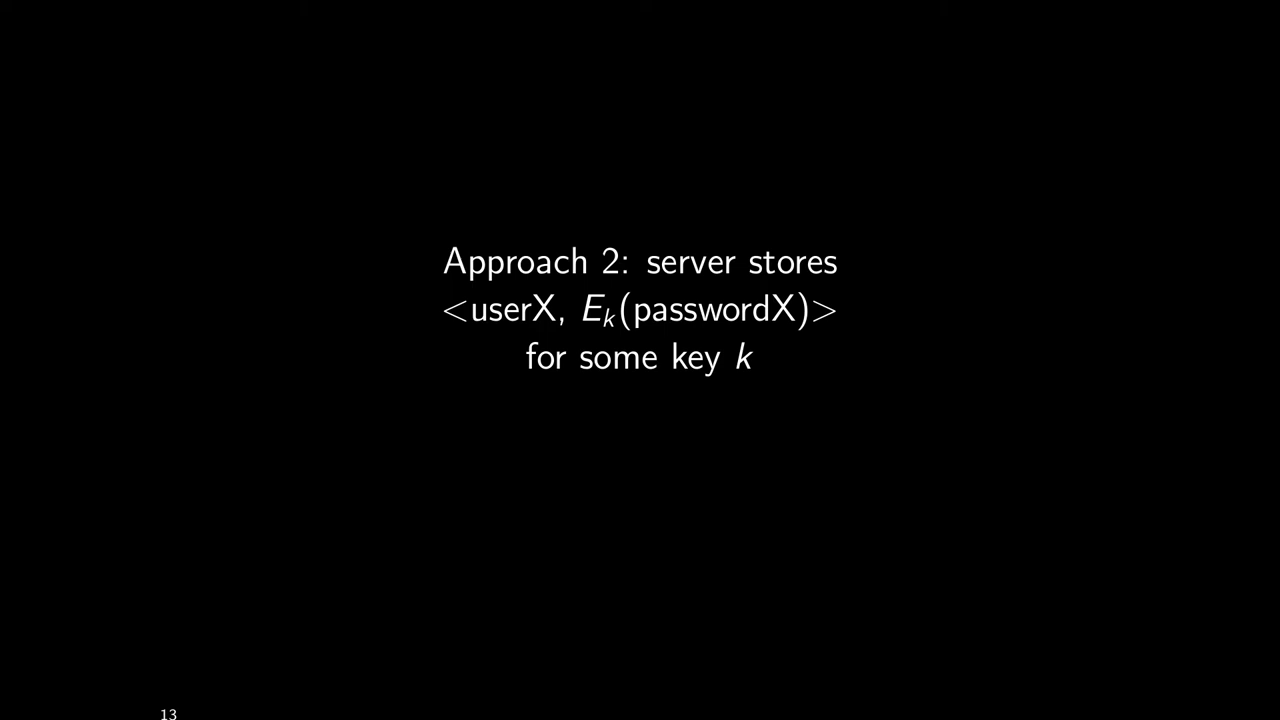 Approach 2: server stores
<userX, Eₖ(passwordX)>
for some key k
13